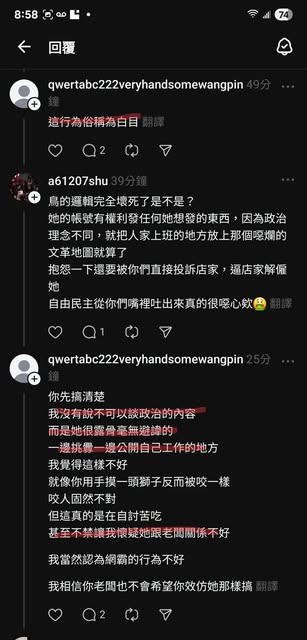 8:58
74
回覆
qwertabc222veryhandsomewangpin 49分
鐘
這行為俗稱為白目 翻譯
2
a61207shu 39分鐘
鳥的邏輯完全壞死了是不是？
她的帳號有權利發任何她想發的東西，因為政治
理念不同，就把人家上班的地方放上那個噁爛的
文革地圖就算了
抱怨一下還要被你們直接投訴店家，逼店家解僱
她
自由民主從你們嘴裡吐出來真的很噁心欸🤮 翻譯
1
qwertabc222veryhandsomewangpin 25分
鐘
你先搞清楚
我沒有說不可以談政治的內容
而是她很露骨毫無避諱的
一邊挑釁一邊公開自己工作的地方
我覺得這樣不好
就像你用手摸一頭獅子反而被咬一樣
咬人固然不對
但這真的是在自討苦吃
甚至不禁讓我懷疑她跟老闆關係不好
我當然認為網霸的行為不好
我相信你老闆也不會希望你效仿她那樣搞 翻譯
2